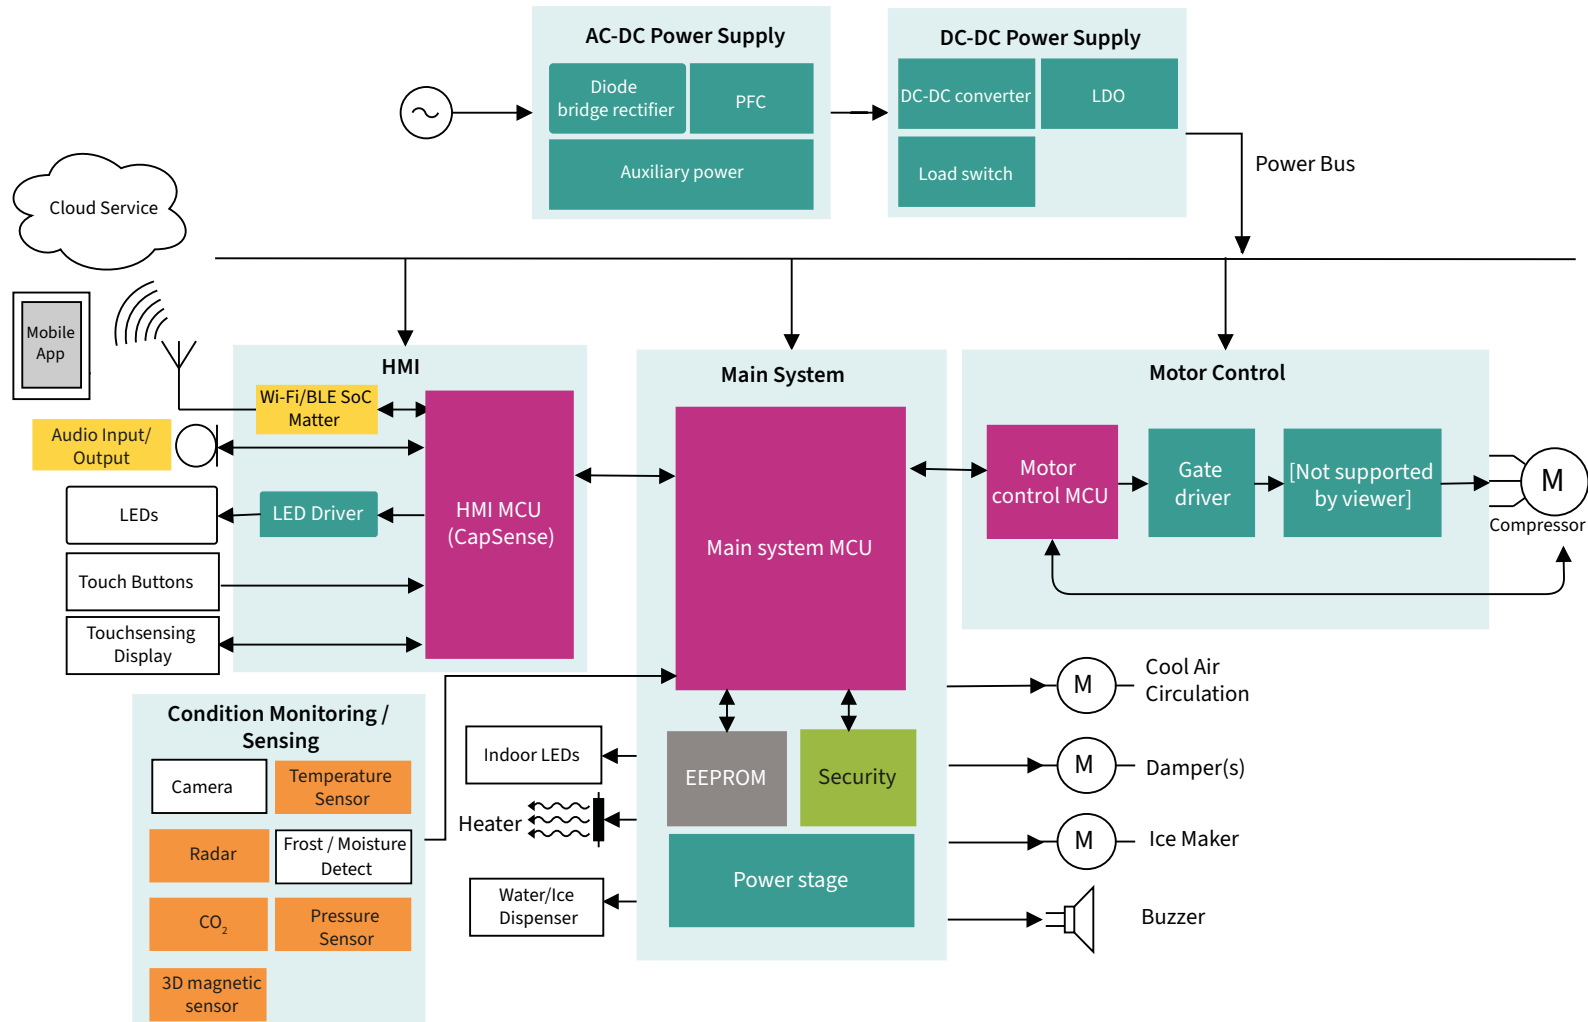 AC-DC Power Supply
Diode
bridge rectifier
PFC
Auxiliary power
DC-DC Power Supply
DC-DC converter
LDO
Load switch
Power Bus
Cloud Service
Mobile
App
HMI
Wi-Fi/BLE SoC
Matter
Audio Input/
Output
LEDs
LED Driver
Touch Buttons
Touchsensing
Display
HMI MCU
(CapSense)
Main System
Main system MCU
EEPROM
Security
Power stage
Motor Control
Motor
control MCU
Gate
driver
[Not supported
by viewer]
M
Compressor
Condition Monitoring /
Sensing
Camera
Temperature
Sensor
Radar
Frost / Moisture
Detect
CO2
Pressure
Sensor
3D magnetic
sensor
Indoor LEDs
Heater
Water/Ice
Dispenser
M
Cool Air
Circulation
M
Damper(s)
M
Ice Maker
Buzzer